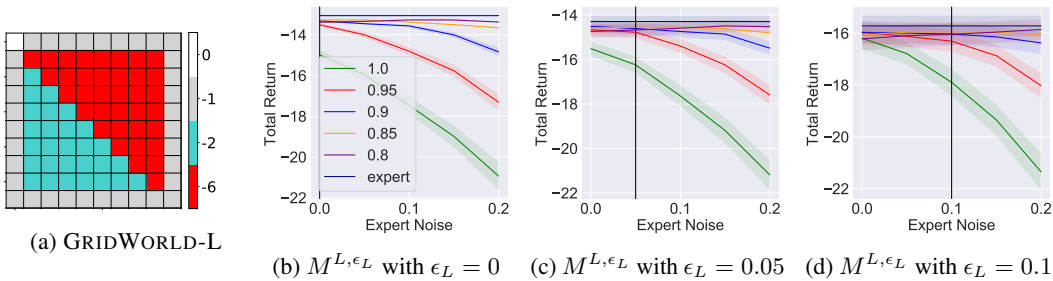 0
-1
-2
-6
(a) GRIDWORLD-L
Total Return
−14
−16
−18
−20
−22
1.0
0.95
0.9
0.85
0.8
expert
0.0
0.1
0.2
Expert Noise
(b) M^{L,ϵ_L} with ϵ_L = 0
Total Return
−14
−16
−18
−20
−22
0.0
0.1
0.2
Expert Noise
(c) M^{L,ϵ_L} with ϵ_L = 0.05
Total Return
−16
−18
−20
−22
0.0
0.1
0.2
Expert Noise
(d) M^{L,ϵ_L} with ϵ_L = 0.1